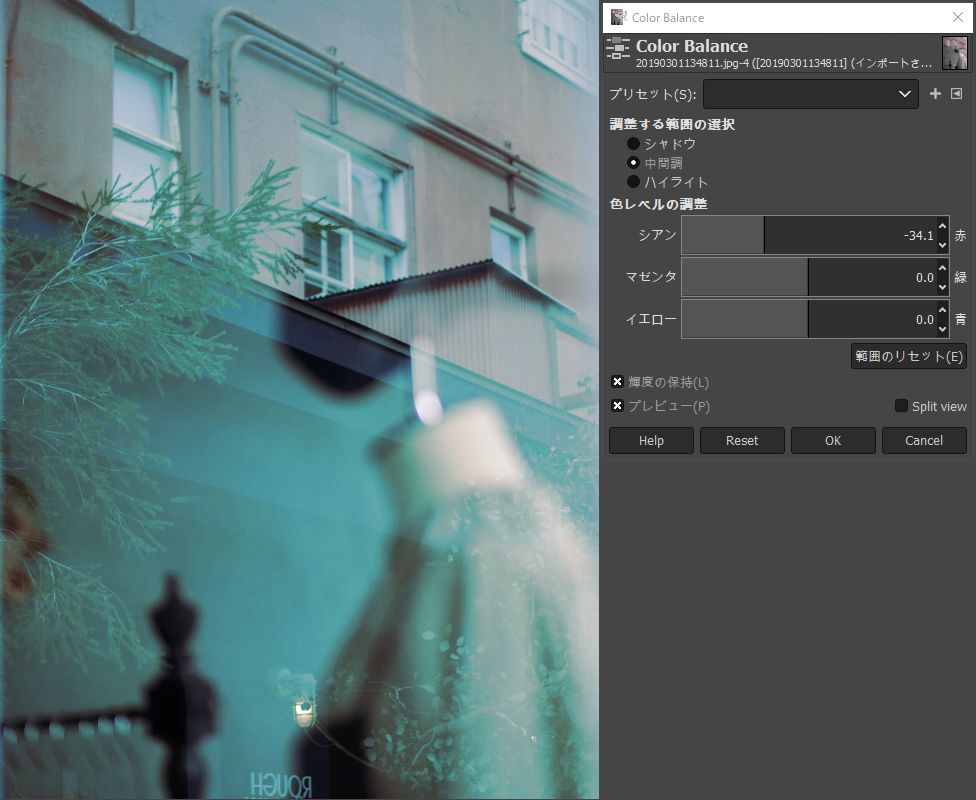 Color Balance
Color Balance
20190301134811.jpg-4 ([20190301134811] (インポートさ...
プリセット(S):
調整する範囲の選択
シャドウ
中間調
ハイライト
色レベルの調整
シアン -34.1 赤
マゼンタ 0.0 緑
イエロー 0.0 青
範囲のリセット(E)
輝度の保持(L)
プレビュー(P) Split view
Help Reset OK Cancel
ROUGH